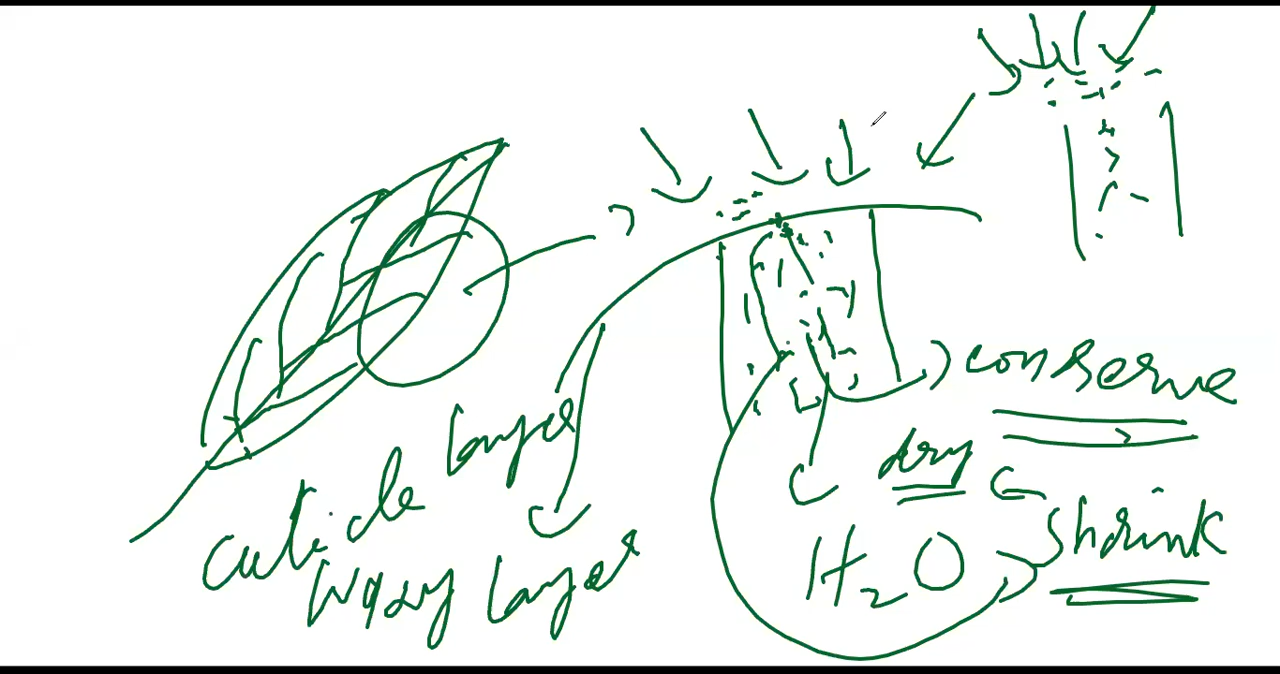 conserve
cuticle layer
dry
waxy layer
H2O
shrink